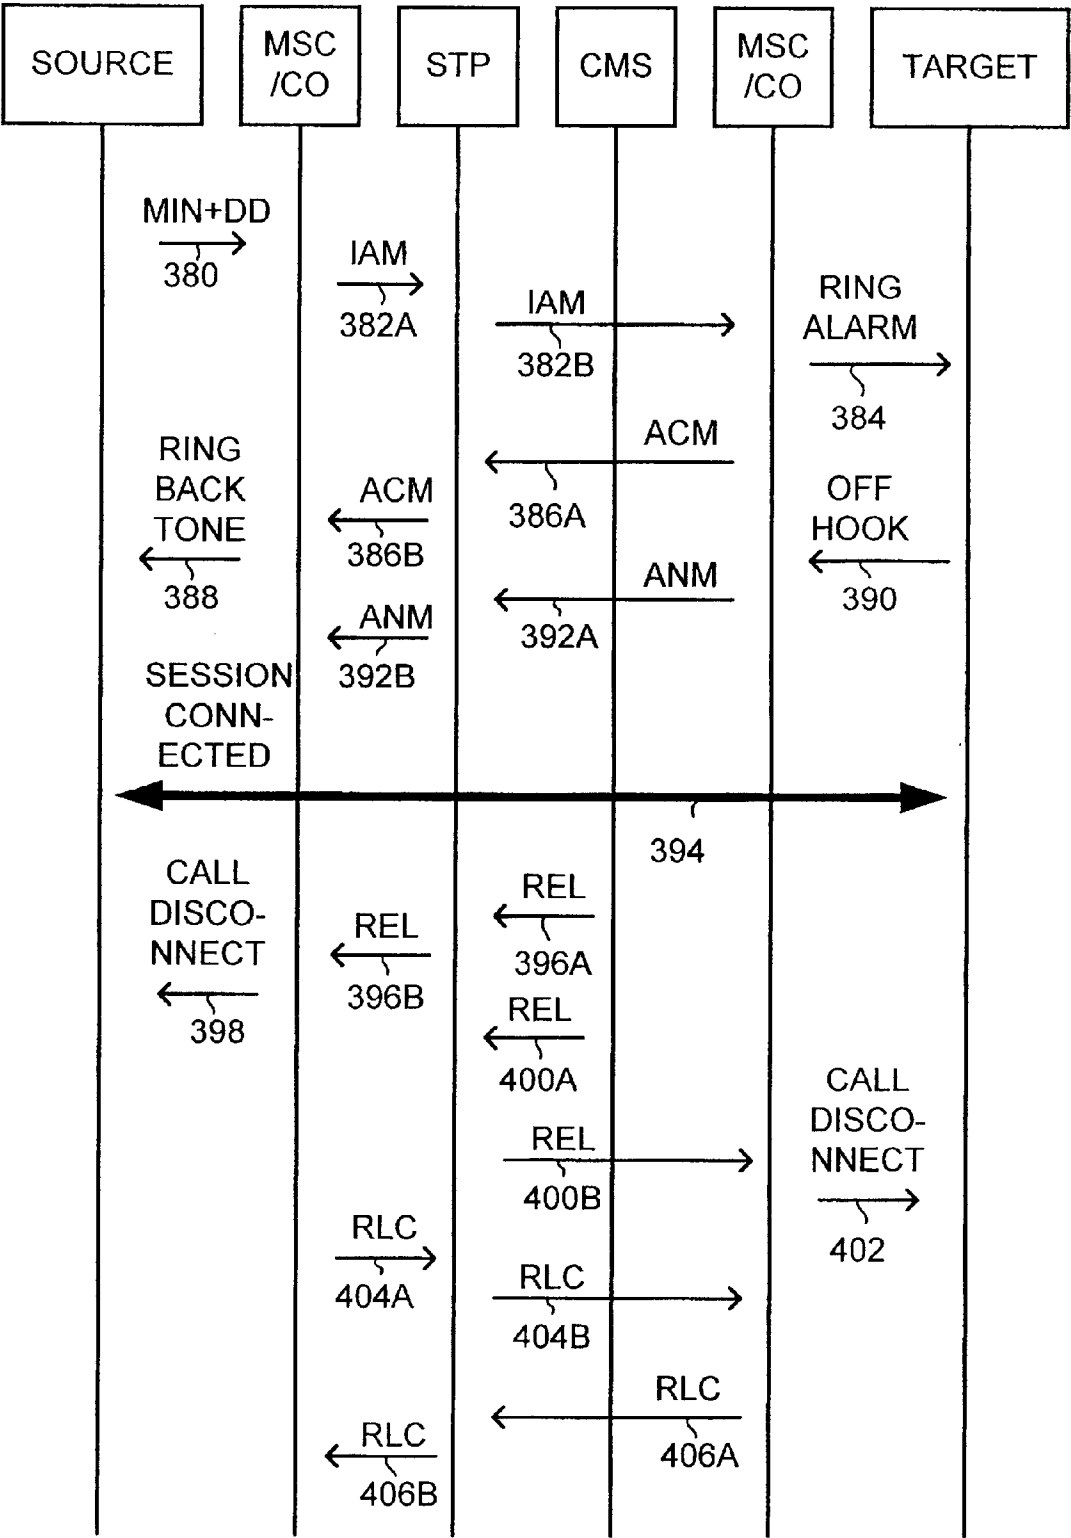 SOURCE
MSC
/CO
STP
CMS
MSC
/CO
TARGET
MIN+DD
380
IAM
382A
IAM
382B
RING
ALARM
384
ACM
386A
RING
BACK
TONE
388
ACM
386B
OFF
HOOK
390
ANM
392A
ANM
392B
SESSION
CONN-
ECTED
394
CALL
DISCO-
NNECT
398
REL
396A
REL
396B
REL
400A
CALL
DISCO-
NNECT
402
REL
400B
RLC
404A
RLC
404B
RLC
406A
RLC
406B